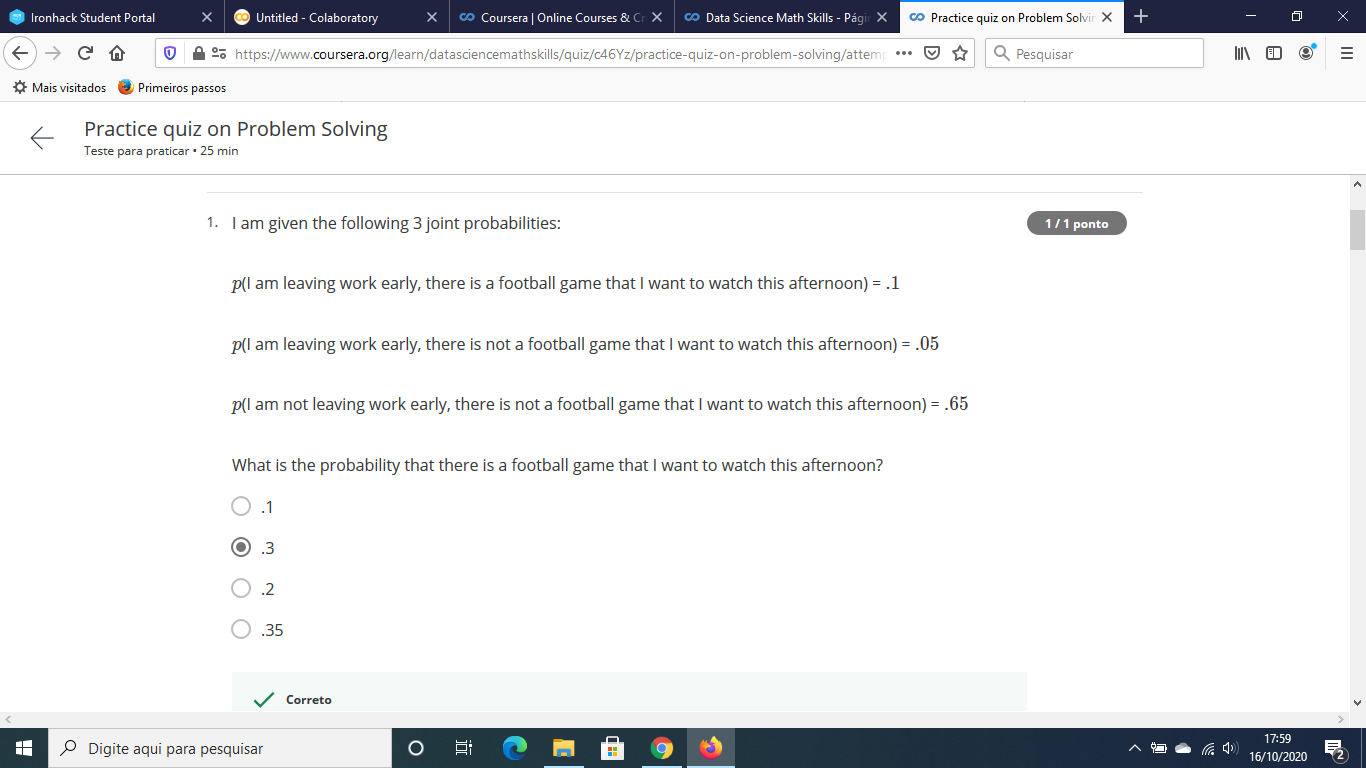 Ironhack Student Portal
Untitled - Colaboratory
Coursera | Online Courses & Cr
Data Science Math Skills - Pági
Practice quiz on Problem Solvin
https://www.coursera.org/learn/datasciencemathskills/quiz/c46Yz/practice-quiz-on-problem-solving/attemp
Pesquisar
Mais visitados
Primeiros passos
Practice quiz on Problem Solving
Teste para praticar • 25 min
1. I am given the following 3 joint probabilities:
1 / 1 ponto
p(I am leaving work early, there is a football game that I want to watch this afternoon) = .1
p(I am leaving work early, there is not a football game that I want to watch this afternoon) = .05
p(I am not leaving work early, there is not a football game that I want to watch this afternoon) = .65
What is the probability that there is a football game that I want to watch this afternoon?
.1
.3
.2
.35
Correto
Digite aqui para pesquisar
17:59
16/10/2020
2